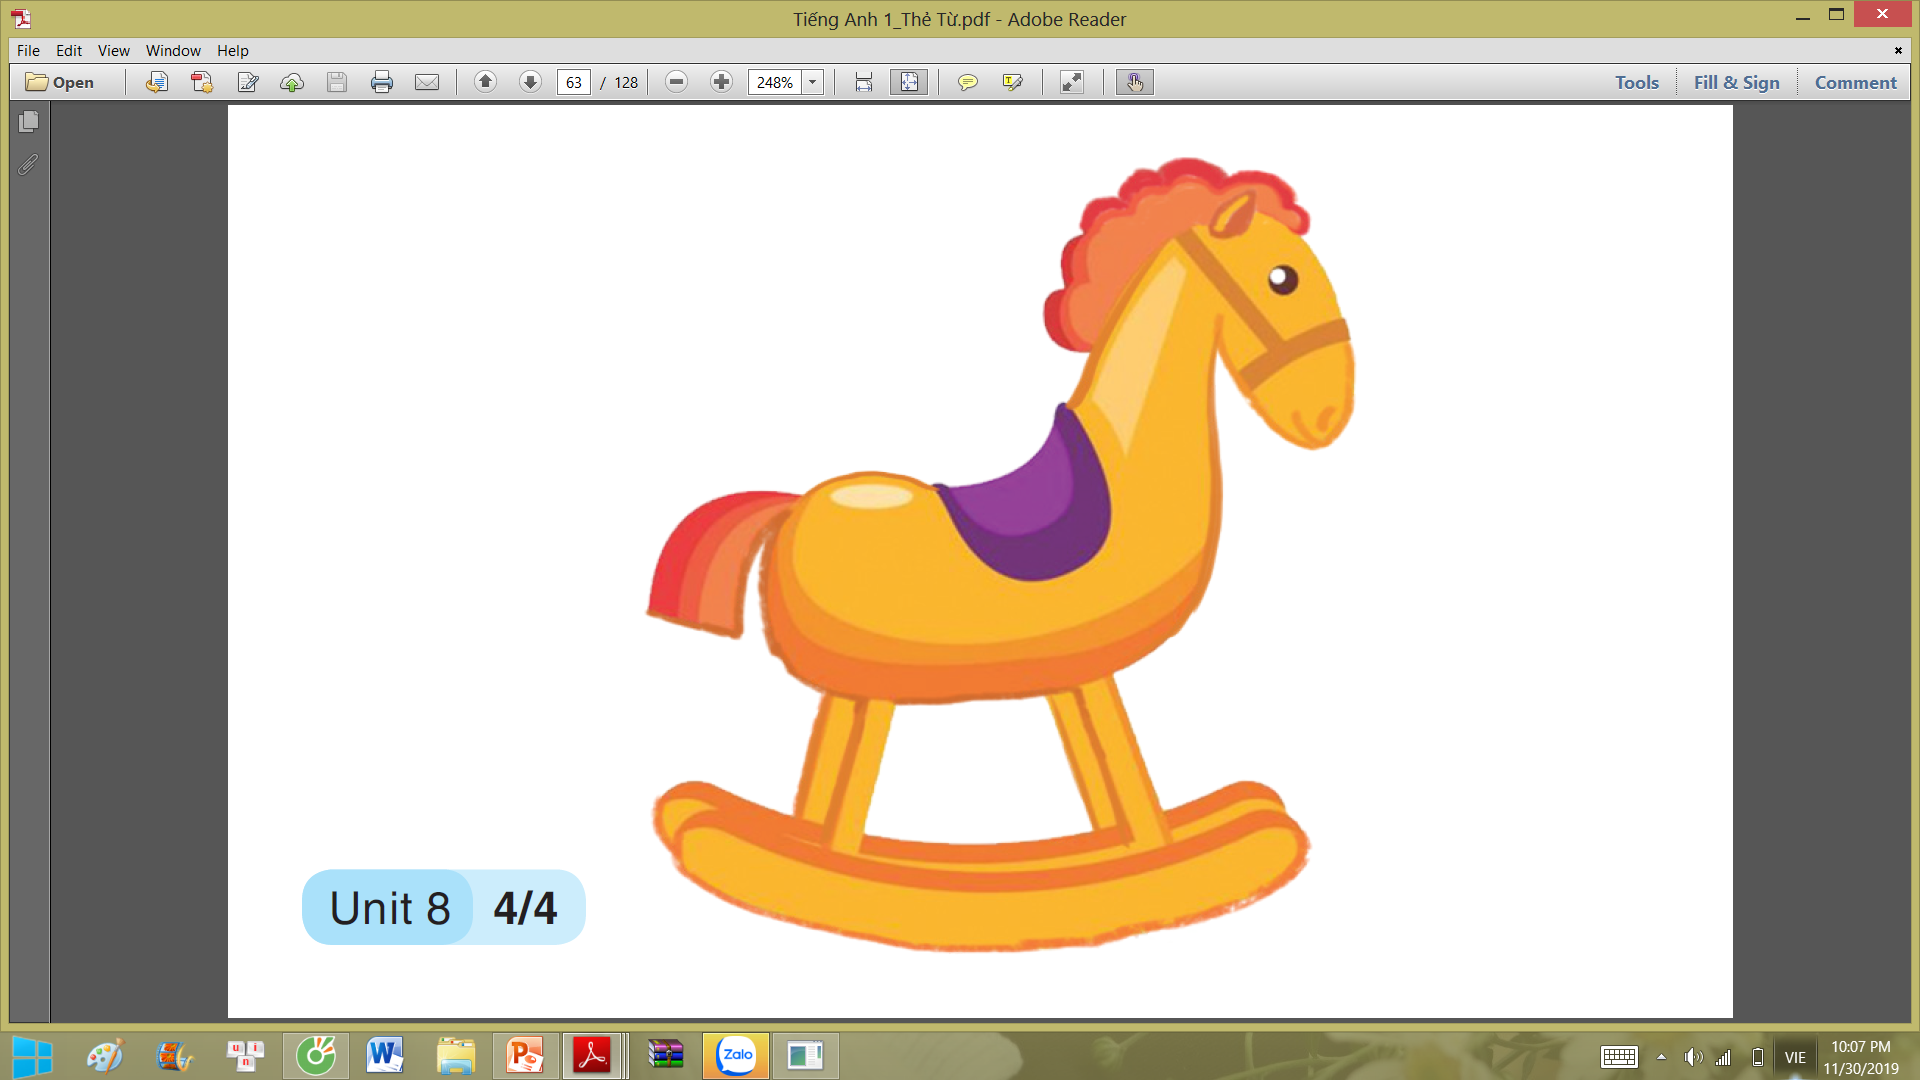 Tiếng Anh 1_Thẻ Từ.pdf - Adobe Reader
File Edit View Window Help
Open 63 / 128 248% Tools Fill & Sign Comment
Unit 8 4/4
u n i n
W P Zalo VIE
10:07 PM
11/30/2019